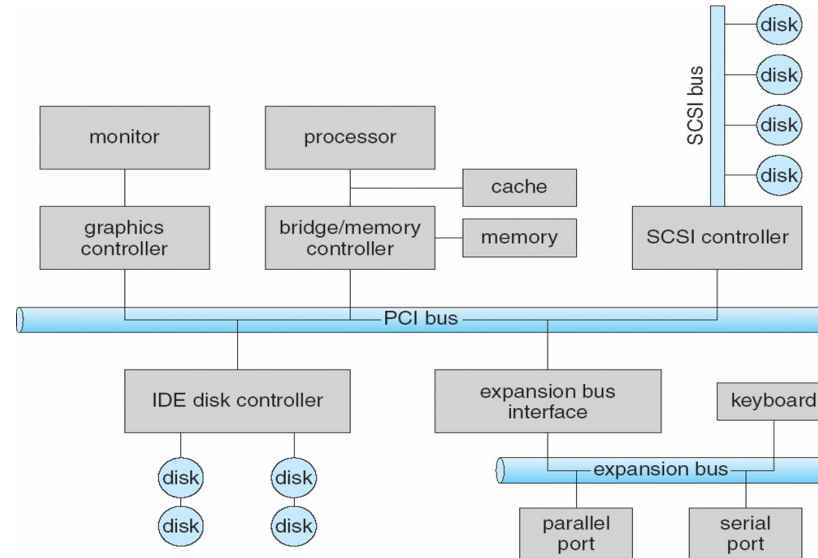 disk
disk
SCSI bus
disk
disk
monitor
processor
cache
graphics
controller
bridge/memory
controller
memory
SCSI controller
PCI bus
IDE disk controller
expansion bus
interface
keyboard
disk
disk
expansion bus
disk
disk
parallel
port
serial
port